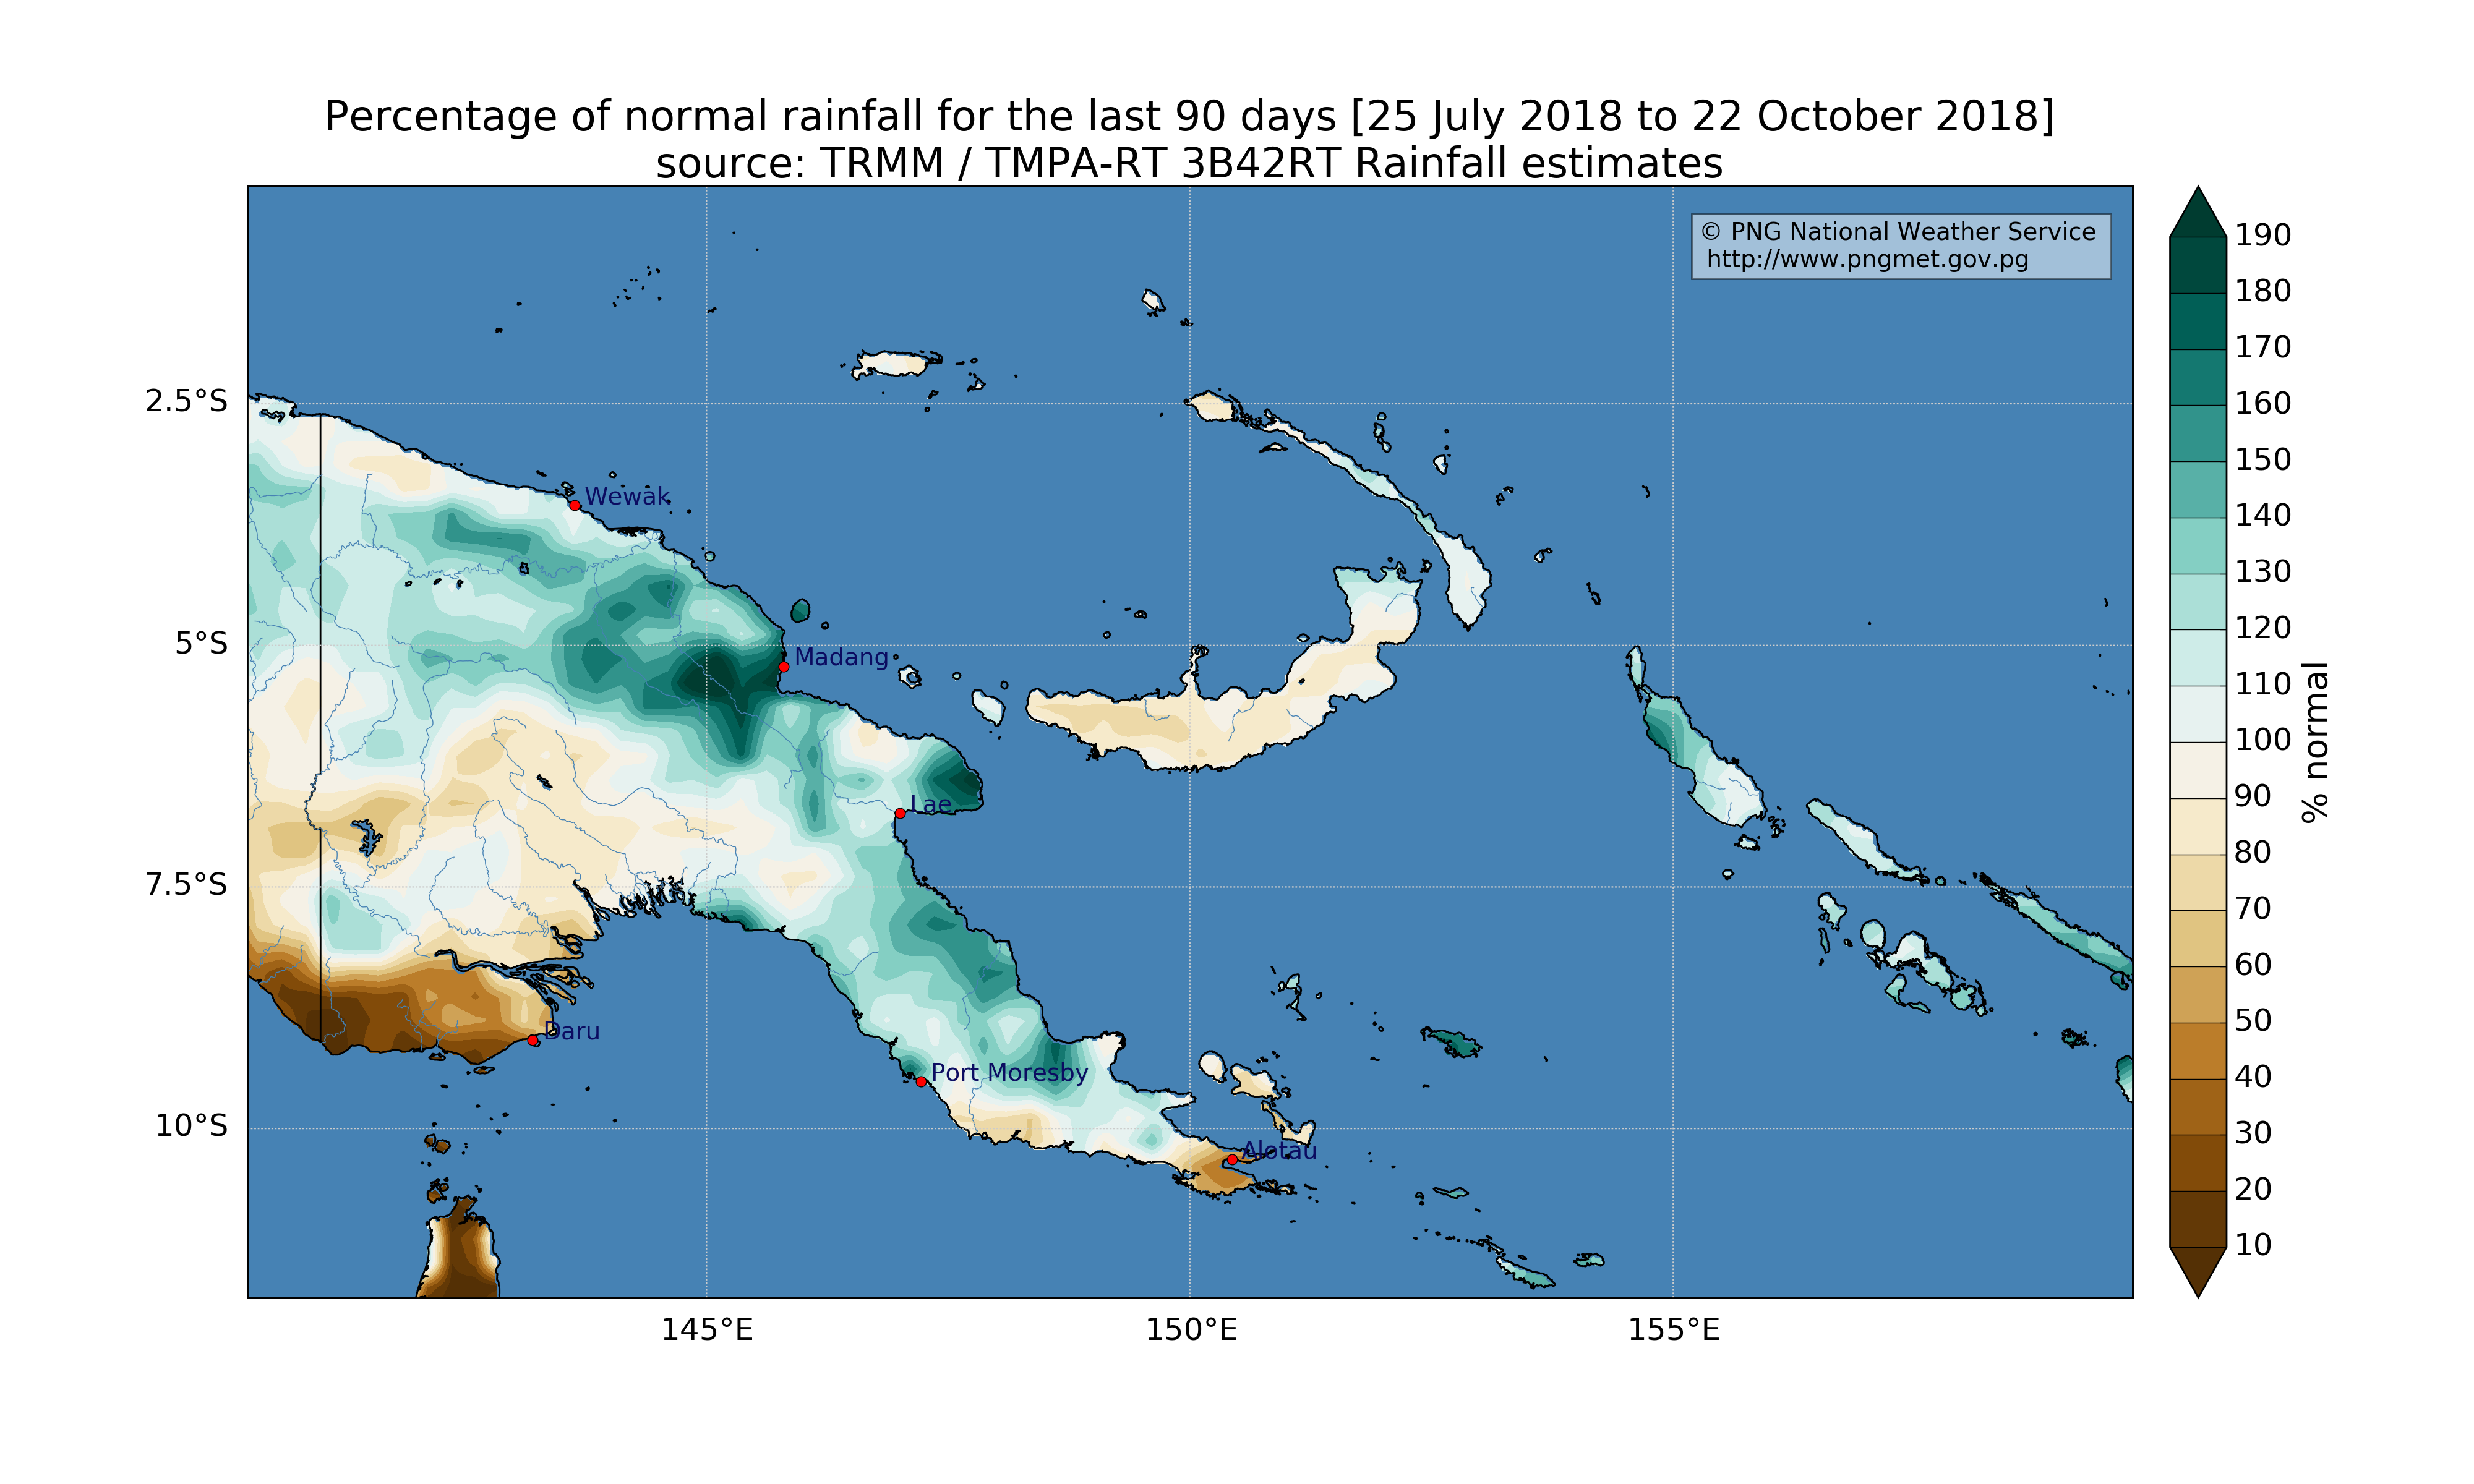 Percentage of normal rainfall for the last 90 days [25 July 2018 to 22 October 2018]
source: TRMM / TMPA-RT 3B42RT Rainfall estimates
© PNG National Weather Service
http://www.pngmet.gov.pg
2.5°S
5°S
7.5°S
10°S
145°E
150°E
155°E
Wewak
Madang
Lae
Daru
Port Moresby
Alotau
190
180
170
160
150
140
130
120
110
100
90
80
70
60
50
40
30
20
10
% normal